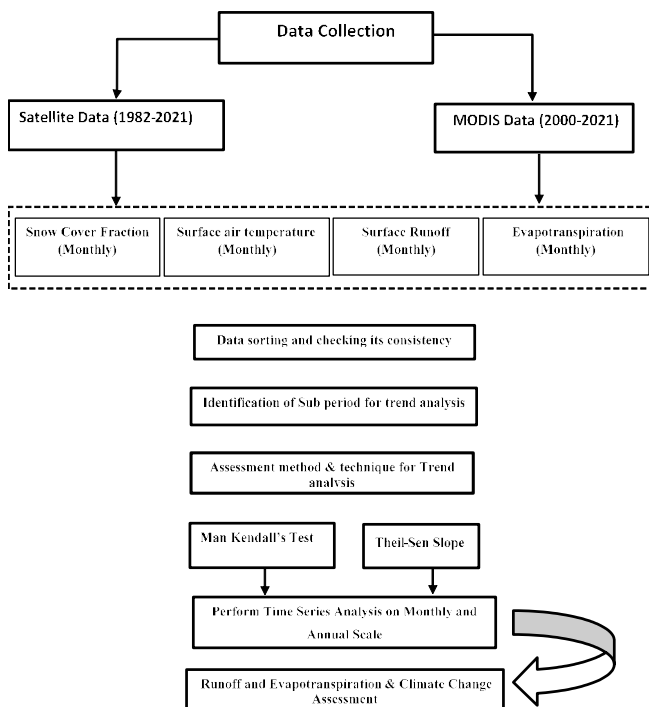 Data Collection
Satellite Data (1982-2021)
MODIS Data (2000-2021)
Snow Cover Fraction
(Monthly)
Surface air temperature
(Monthly)
Surface Runoff
(Monthly)
Evapotranspiration
(Monthly)
Data sorting and checking its consistency
Identification of Sub period for trend analysis
Assessment method & technique for Trend
analysis
Man Kendall's Test
Theil-Sen Slope
Perform Time Series Analysis on Monthly and
Annual Scale
Runoff and Evapotranspiration & Climate Change
Assessment